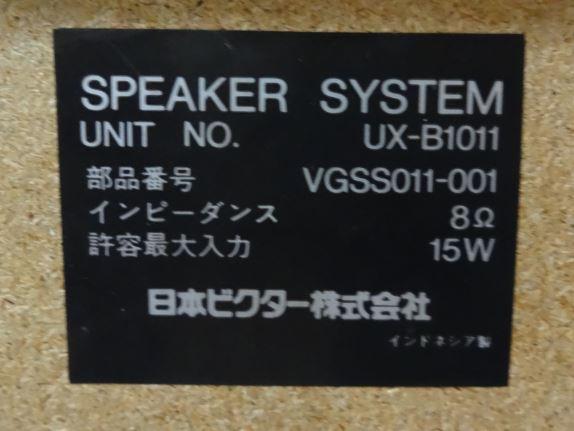 SPEAKER SYSTEM
UNIT NO. UX-B1011
部品番号 VGSS011-001
インピーダンス 8Ω
許容最大入力 15W
日本ビクター株式会社
インドネシア製